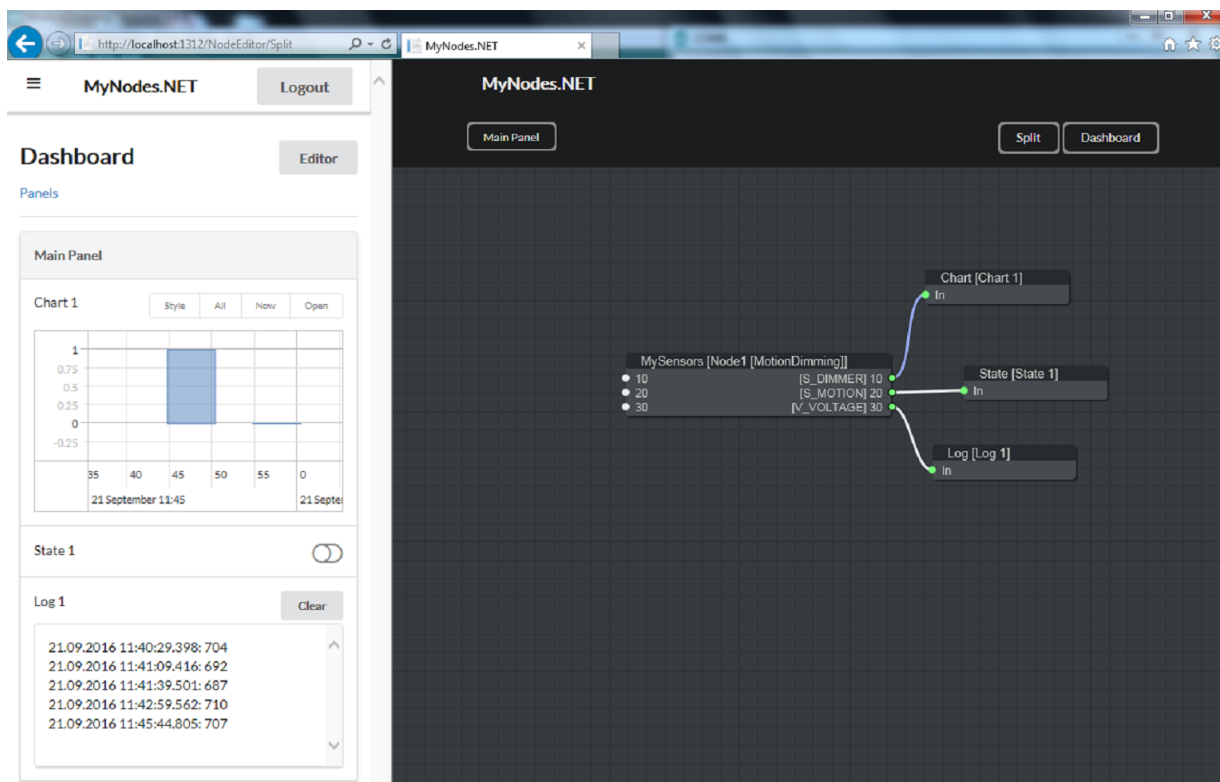 http://localhost:1312/NodeEditor/Split
MyNodes.NET
MyNodes.NET
Logout
Dashboard
Editor
Panels
Main Panel
Chart 1
Style
All
Now
Open
1
0.75
0.5
0.25
0
-0.25
35
40
45
50
55
0
21 September 11:45
21 Septe
State 1
Log 1
Clear
21.09.2016 11:40:29.398: 704
21.09.2016 11:41:09.416: 692
21.09.2016 11:41:39.501: 687
21.09.2016 11:42:59.562: 710
21.09.2016 11:45:44.805: 707
MyNodes.NET
Main Panel
Split
Dashboard
Chart [Chart 1]
In
MySensors [Node1 [MotionDimming]]
10
[S_DIMMER] 10
20
[S_MOTION] 20
30
[V_VOLTAGE] 30
State [State 1]
In
Log [Log 1]
In